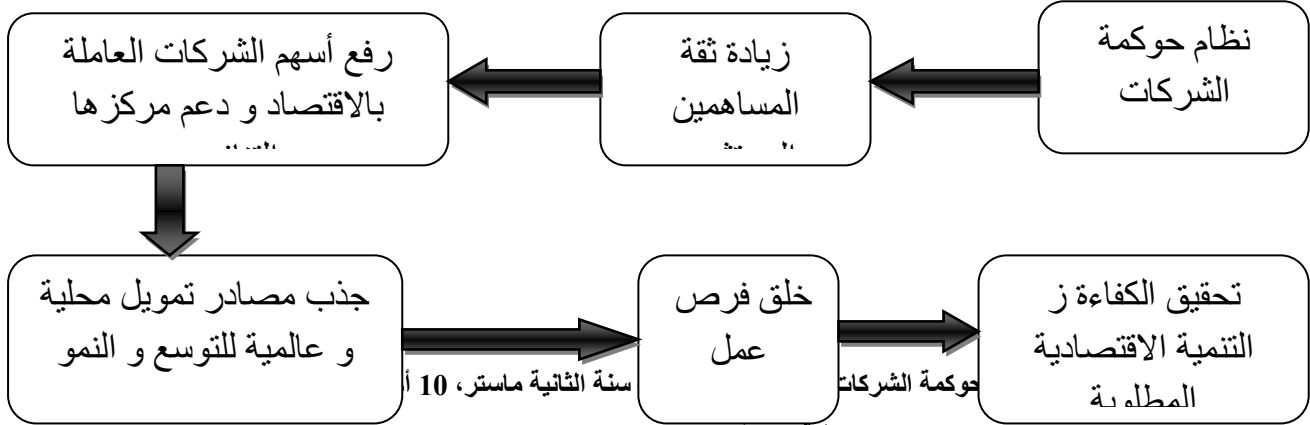 نظام حوكمة
الشركات
زيادة ثقة
المساهمين
رفع أسهم الشركات العاملة
بالاقتصاد و دعم مركزها
جذب مصادر تمويل محلية
و عالمية للتوسع و النمو
خلق فرص
عمل
تحقيق الكفاءة ز
التنمية الاقتصادية
المطلوبة
حوكمة الشركات سنة الثانية ماستر، 10